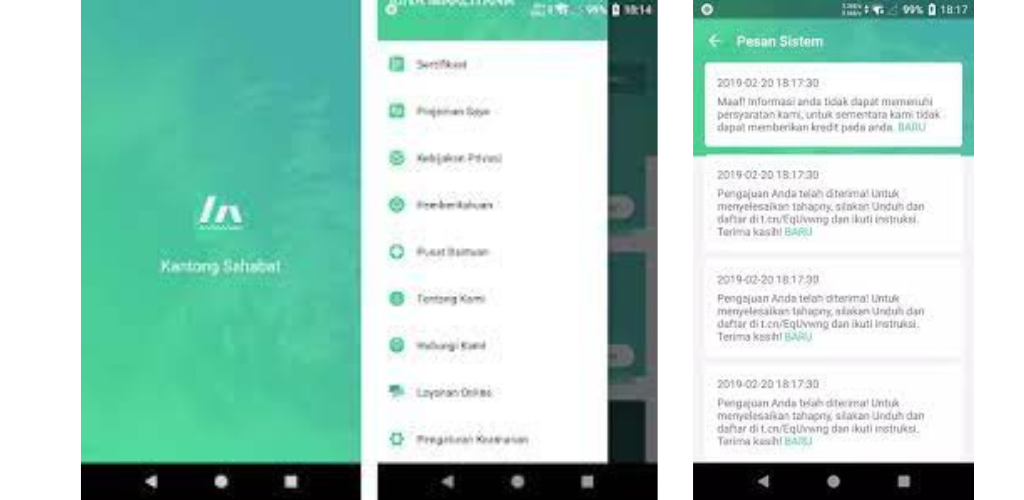 Kantong Sahabat
18:14
Sertifikasi
Pinjaman Saya
Kebijakan Privasi
Pemberitahuan
Pusat Bantuan
Tentang Kami
Hubungi Kami
Layanan Online
Pengaturan Keamanan
99% 18:17
Pesan Sistem
2019-02-20 18:17:30
Maaf! Informasi anda tidak dapat memenuhi
persyaratan kami, untuk sementara kami tidak
dapat memberikan kredit pada anda. BARU
2019-02-20 18:17:30
Pengajuan Anda telah diterima! Untuk
menyelesaikan tahapny, silakan Unduh dan
daftar di t.cn/EqUvwng dan ikuti instruksi.
Terima kasih! BARU
2019-02-20 18:17:30
Pengajuan Anda telah diterima! Untuk
menyelesaikan tahapny, silakan Unduh dan
daftar di t.cn/EqUvwng dan ikuti instruksi.
Terima kasih! BARU
2019-02-20 18:17:30
Pengajuan Anda telah diterima! Untuk
menyelesaikan tahapny, silakan Unduh dan
daftar di t.cn/EqUvwng dan ikuti instruksi.
Terima kasih! BARU